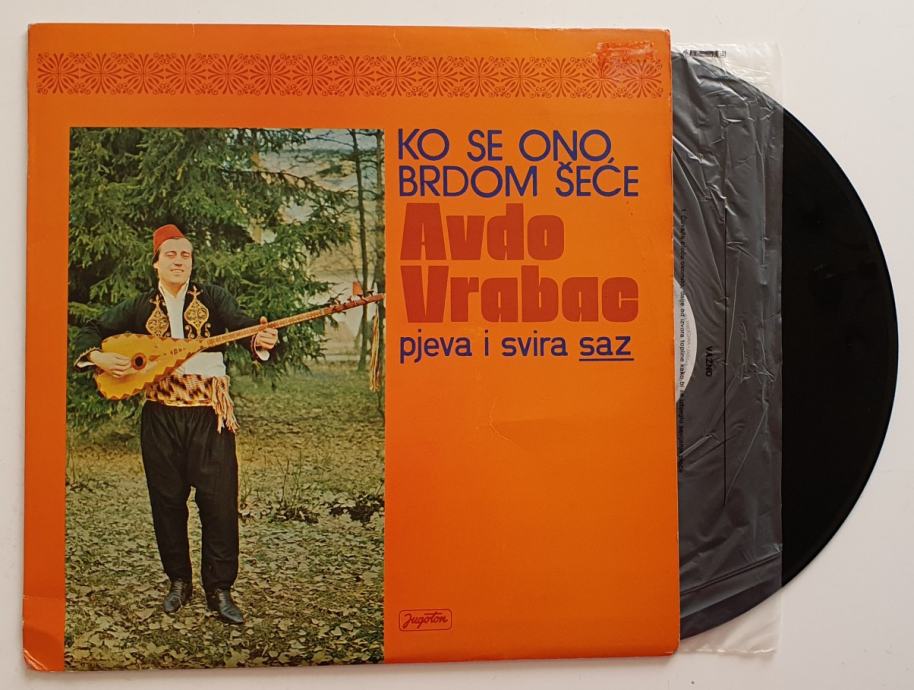 KO SE ONO
BRDOM ŠEĆE
Avdo
Vrabac
pjeva i svira saz
Jugoton
VAŽNO